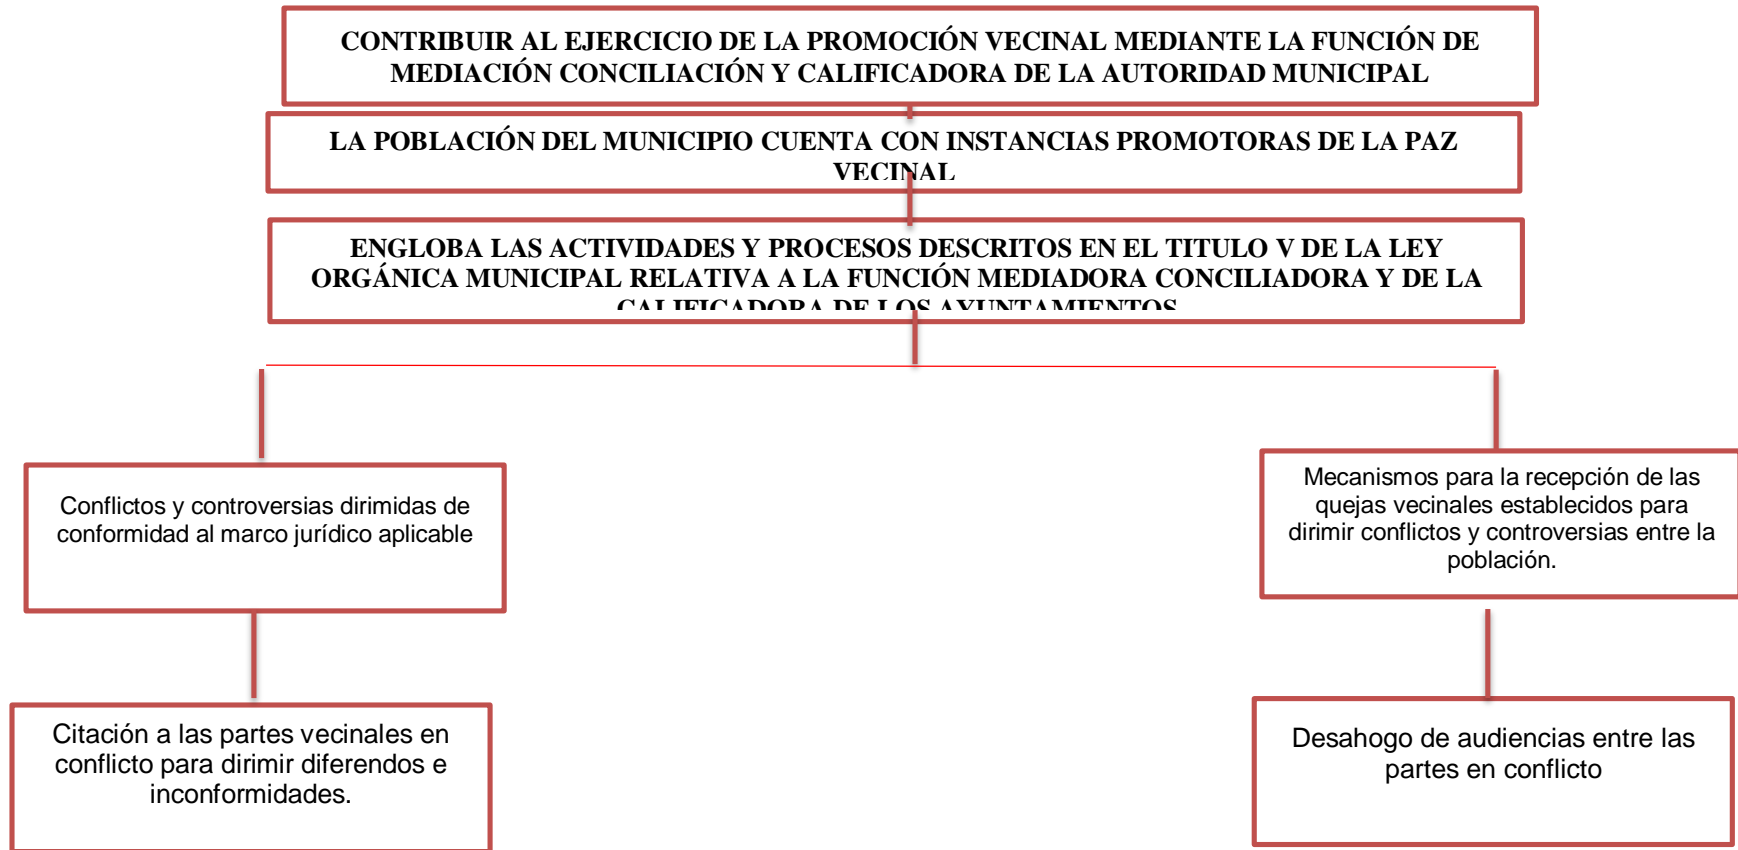 CONTRIBUIR AL EJERCICIO DE LA PROMOCIÓN VECINAL MEDIANTE LA FUNCIÓN DE
MEDIACIÓN CONCILIACIÓN Y CALIFICADORA DE LA AUTORIDAD MUNICIPAL
LA POBLACIÓN DEL MUNICIPIO CUENTA CON INSTANCIAS PROMOTORAS DE LA PAZ
VECINAL
ENGLOBA LAS ACTIVIDADES Y PROCESOS DESCRITOS EN EL TITULO V DE LA LEY
ORGÁNICA MUNICIPAL RELATIVA A LA FUNCIÓN MEDIADORA CONCILIADORA Y DE LA
CALIFICADORA DE LOS AYUNTAMIENTOS
Conflictos y controversias dirimidas de
conformidad al marco jurídico aplicable
Mecanismos para la recepción de las
quejas vecinales establecidos para
dirimir conflictos y controversias entre la
población.
Citación a las partes vecinales en
conflicto para dirimir diferendos e
inconformidades.
Desahogo de audiencias entre las
partes en conflicto